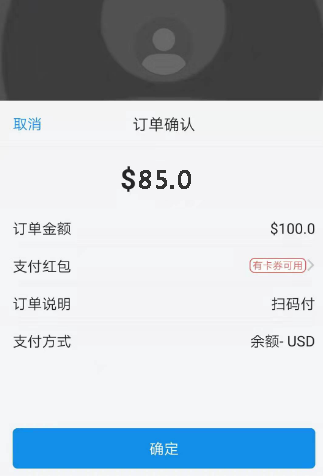 取消 订单确认
$85.0
订单金额 $100.0
支付红包 有卡券可用
订单说明 扫码付
支付方式 余额- USD
确定